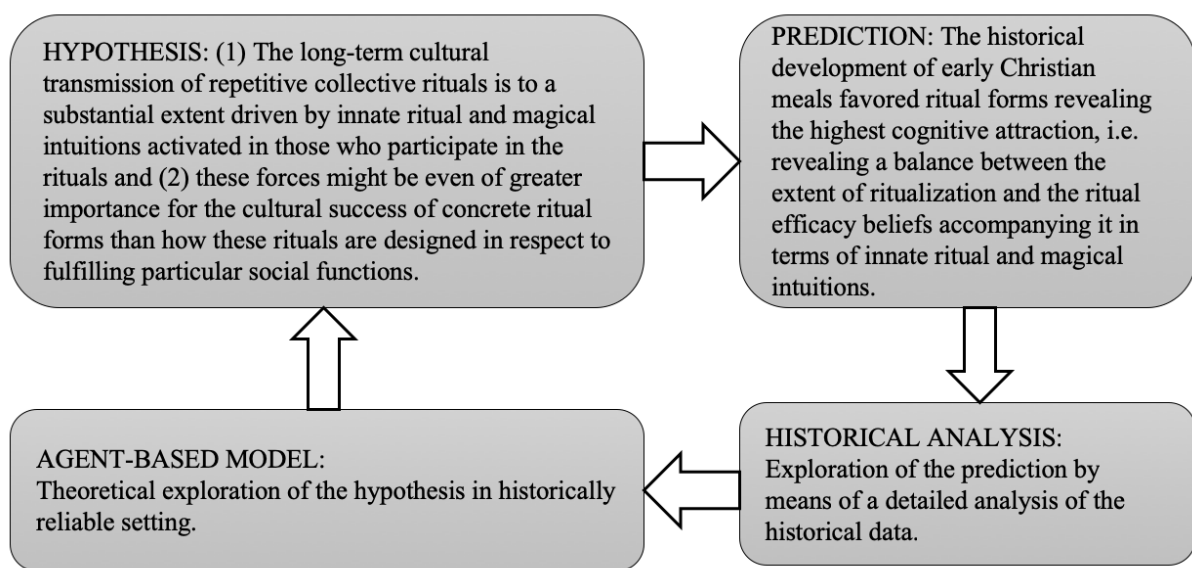 HYPOTHESIS: (1) The long-term cultural
transmission of repetitive collective rituals is to a
substantial extent driven by innate ritual and magical
intuitions activated in those who participate in the
rituals and (2) these forces might be even of greater
importance for the cultural success of concrete ritual
forms than how these rituals are designed in respect to
fulfilling particular social functions.
PREDICTION: The historical
development of early Christian
meals favored ritual forms revealing
the highest cognitive attraction, i.e.
revealing a balance between the
extent of ritualization and the ritual
efficacy beliefs accompanying it in
terms of innate ritual and magical
intuitions.
AGENT-BASED MODEL:
Theoretical exploration of the hypothesis in historically
reliable setting.
HISTORICAL ANALYSIS:
Exploration of the prediction by
means of a detailed analysis of the
historical data.